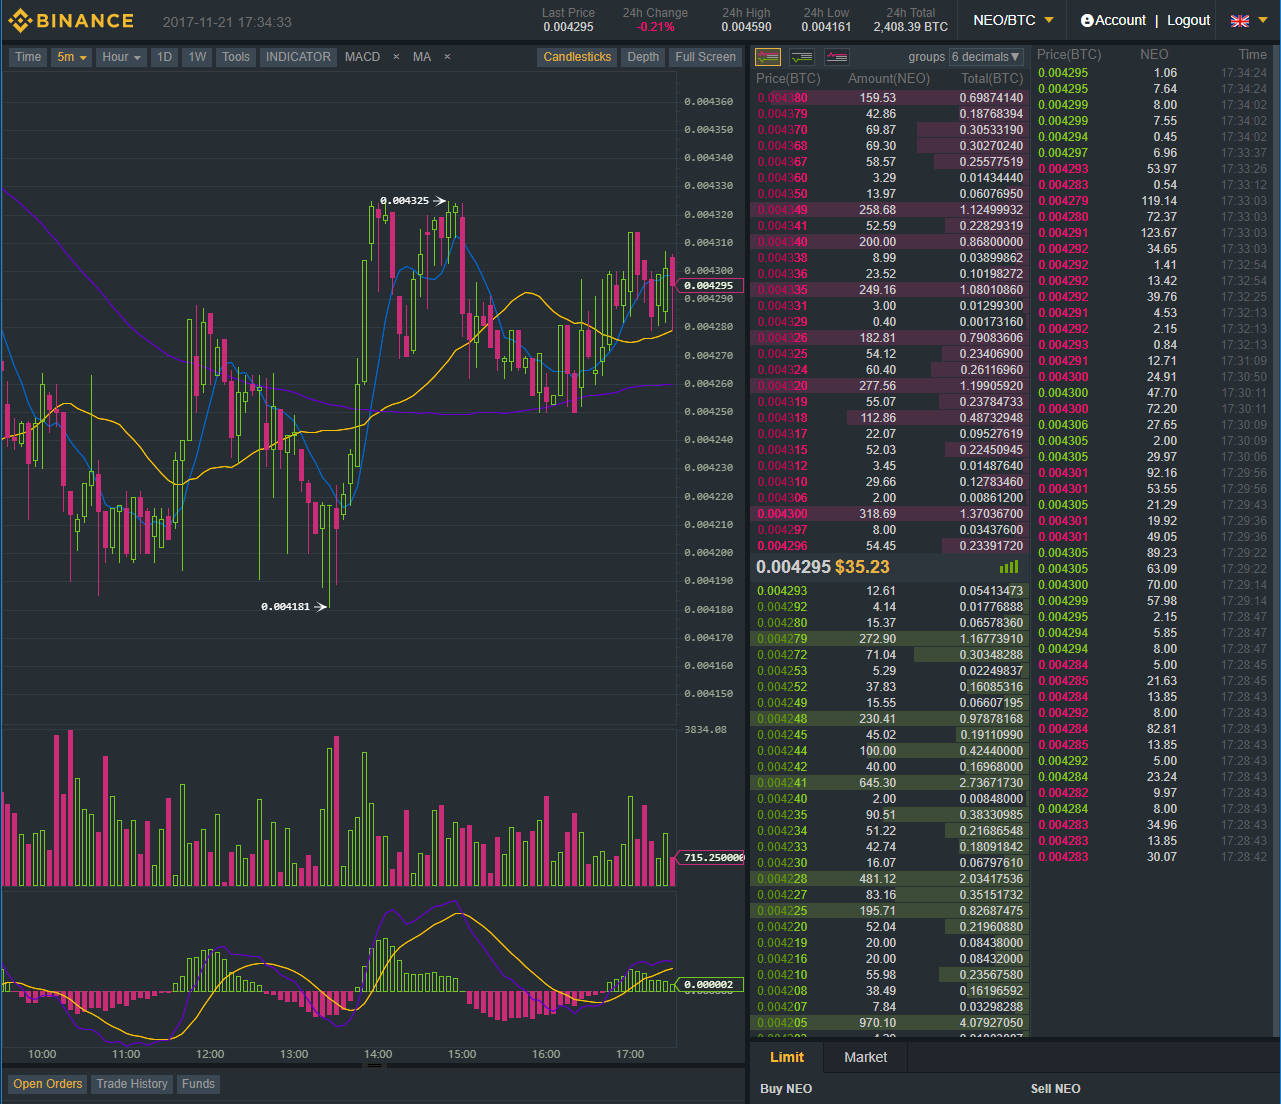 BINANCE 2017-11-21 17:34:33
Last Price 24h Change 24h High 24h Low 24h Total NEO/BTC Account | Logout
0.004295 -0.21% 0.004590 0.004161 2,408.39 BTC
Time 5m Hour 1D 1W Tools INDICATOR MACD × MA × Candlesticks Depth Full Screen
0.004360
0.004350
0.004340
0.004330
0.004320
0.004310
0.004300
0.004295
0.004290
0.004280
0.004270
0.004260
0.004250
0.004240
0.004230
0.004220
0.004210
0.004200
0.004190
0.004180
0.004170
0.004160
0.004150
0.004325
0.004181
3834.08
715.250000
0.000002
10:00 11:00 12:00 13:00 14:00 15:00 16:00 17:00
Open Orders Trade History Funds
groups 6 decimals
Price(BTC) Amount(NEO) Total(BTC)
0.004380 159.53 0.69874140
0.004379 42.86 0.18768394
0.004370 69.87 0.30533190
0.004368 69.30 0.30270240
0.004367 58.57 0.25577519
0.004360 3.29 0.01434440
0.004350 13.97 0.06076950
0.004349 258.68 1.12499932
0.004341 52.59 0.22829319
0.004340 200.00 0.86800000
0.004338 8.99 0.03899862
0.004336 23.52 0.10198272
0.004335 249.16 1.08010860
0.004331 3.00 0.01299300
0.004329 0.40 0.00173160
0.004326 182.81 0.79083606
0.004325 54.12 0.23406900
0.004324 60.40 0.26116960
0.004320 277.56 1.19905920
0.004319 55.07 0.23784733
0.004318 112.86 0.48732948
0.004317 22.07 0.09527619
0.004315 52.03 0.22450945
0.004312 3.45 0.01487640
0.004310 29.66 0.12783460
0.004306 2.00 0.00861200
0.004300 318.69 1.37036700
0.004297 8.00 0.03437600
0.004296 54.45 0.23391720
0.004295 $35.23
0.004293 12.61 0.05413473
0.004292 4.14 0.01776888
0.004280 15.37 0.06578360
0.004279 272.90 1.16773910
0.004272 71.04 0.30348288
0.004253 5.29 0.02249837
0.004252 37.83 0.16085316
0.004249 15.55 0.06607195
0.004248 230.41 0.97878168
0.004245 45.02 0.19110990
0.004244 100.00 0.42440000
0.004242 40.00 0.16968000
0.004241 645.30 2.73671730
0.004240 2.00 0.00848000
0.004235 90.51 0.38330985
0.004234 51.22 0.21686548
0.004233 42.74 0.18091842
0.004230 16.07 0.06797610
0.004228 481.12 2.03417536
0.004227 83.16 0.35151732
0.004225 195.71 0.82687475
0.004220 52.04 0.21960880
0.004219 20.00 0.08438000
0.004216 20.00 0.08432000
0.004210 55.98 0.23567580
0.004208 38.49 0.16196592
0.004207 7.84 0.03298288
0.004205 970.10 4.07927050
Price(BTC) NEO Time
0.004295 1.06 17:34:24
0.004295 7.64 17:34:24
0.004299 8.00 17:34:02
0.004299 7.55 17:34:02
0.004294 0.45 17:34:02
0.004297 6.96 17:33:37
0.004293 53.97 17:33:26
0.004283 0.54 17:33:12
0.004279 119.14 17:33:03
0.004280 72.37 17:33:03
0.004291 123.67 17:33:03
0.004292 34.65 17:33:03
0.004292 1.41 17:32:54
0.004292 13.42 17:32:54
0.004292 39.76 17:32:25
0.004291 4.53 17:32:13
0.004292 2.15 17:32:13
0.004293 0.84 17:32:13
0.004291 12.71 17:31:09
0.004300 24.91 17:30:50
0.004300 47.70 17:30:11
0.004300 72.20 17:30:11
0.004306 27.65 17:30:09
0.004305 2.00 17:30:09
0.004306 29.97 17:30:06
0.004301 92.16 17:29:56
0.004301 53.55 17:29:56
0.004305 21.29 17:29:43
0.004301 19.92 17:29:36
0.004301 49.05 17:29:36
0.004305 89.23 17:29:22
0.004305 63.09 17:29:22
0.004300 70.00 17:29:14
0.004299 57.98 17:29:14
0.004295 2.15 17:28:47
0.004294 5.85 17:28:47
0.004294 8.00 17:28:47
0.004284 5.00 17:28:45
0.004285 21.63 17:28:45
0.004284 13.85 17:28:43
0.004292 8.00 17:28:43
0.004284 82.81 17:28:43
0.004285 13.85 17:28:43
0.004292 5.00 17:28:43
0.004284 23.24 17:28:43
0.004282 9.97 17:28:43
0.004284 8.00 17:28:43
0.004283 34.96 17:28:43
0.004283 13.85 17:28:43
0.004283 30.07 17:28:42
Limit Market
Buy NEO Sell NEO